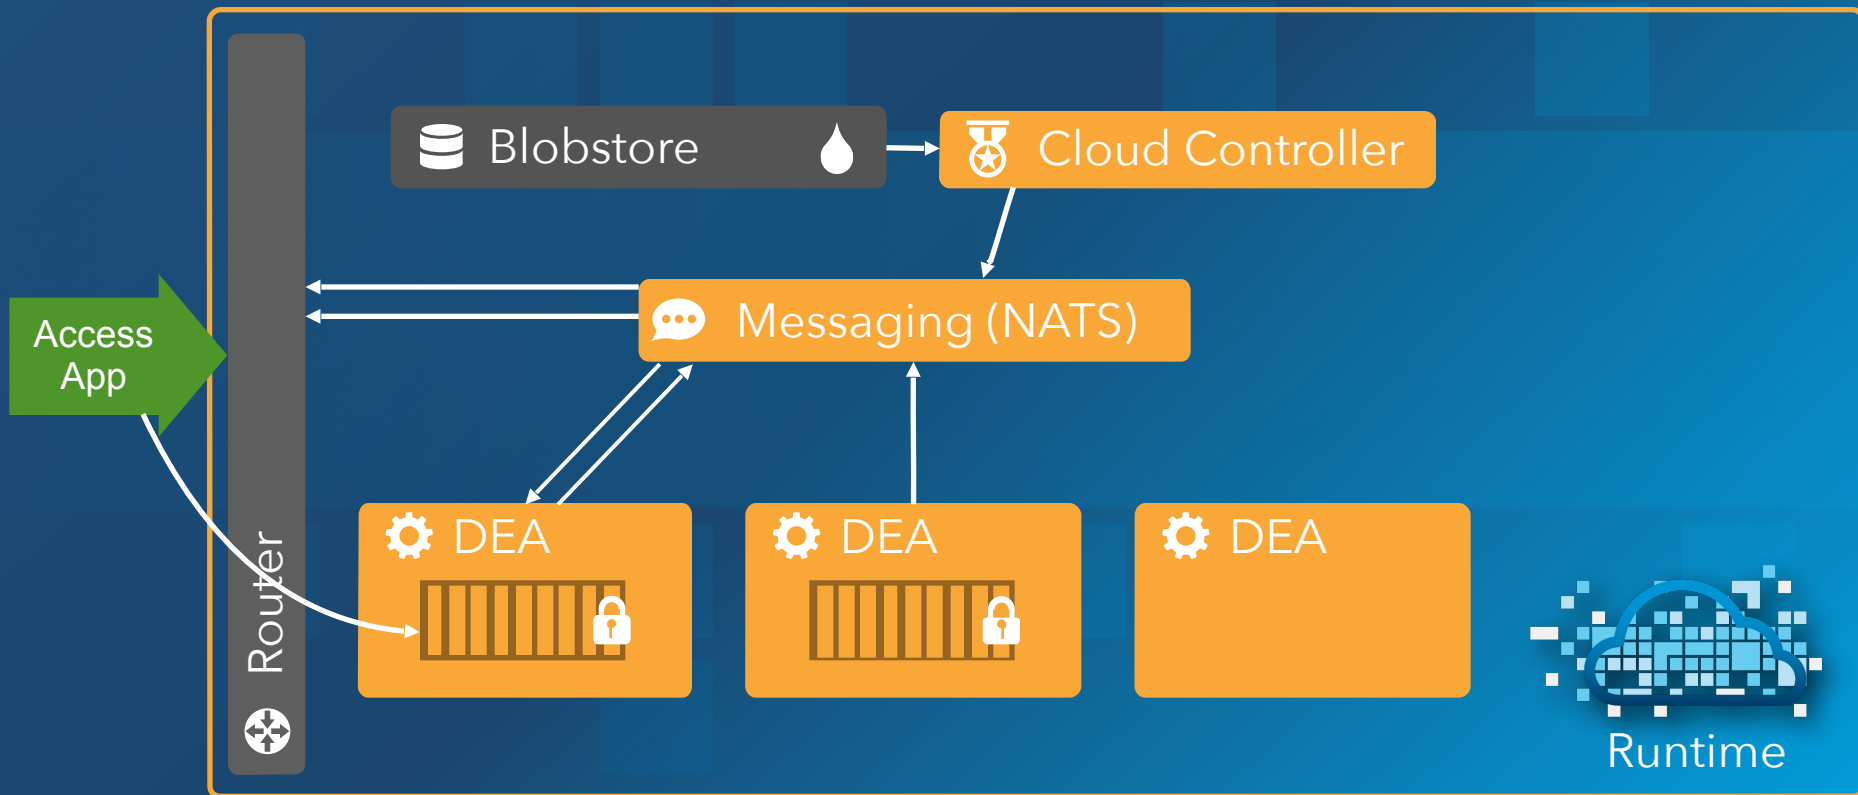 Blobstore
Cloud Controller
Messaging (NATS)
Access
App
Router
DEA
DEA
DEA
Runtime